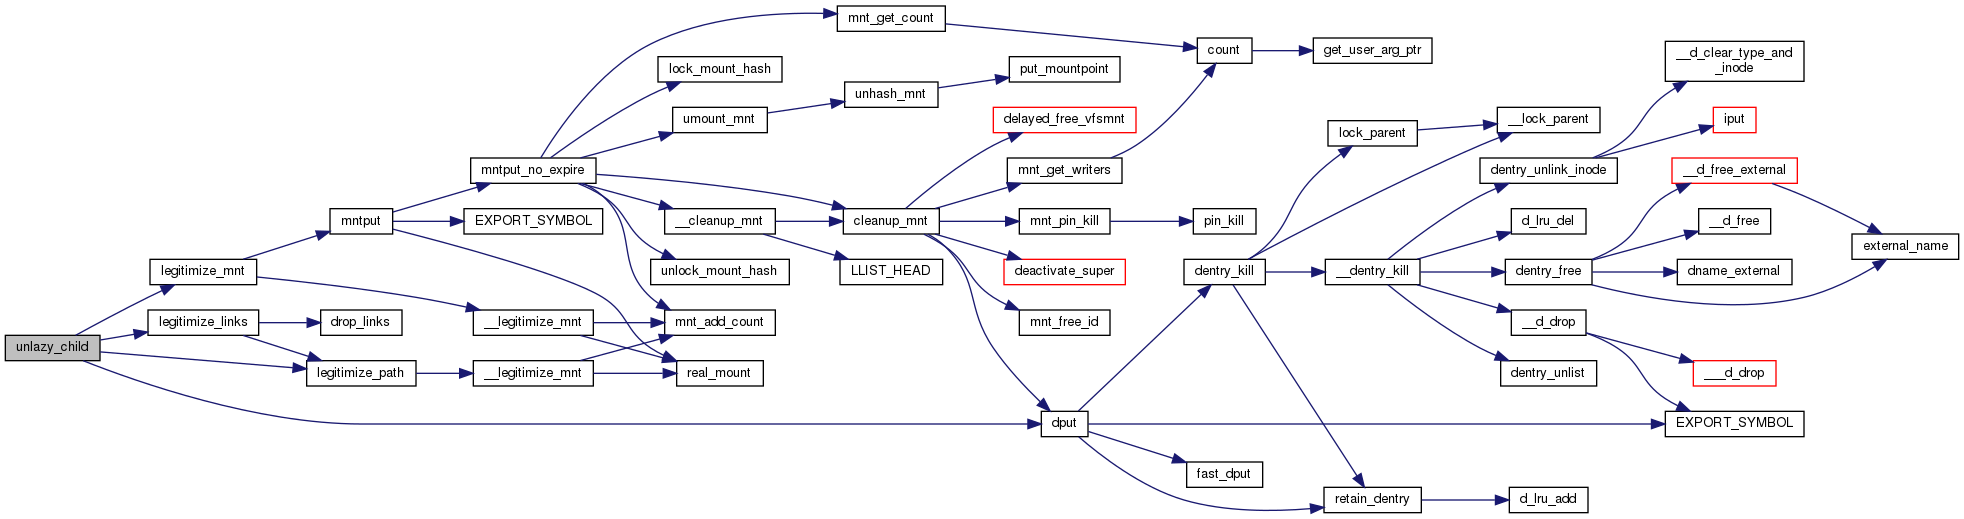 unlazy_child
legitimize_mnt
legitimize_links
legitimize_path
drop_links
mntput
mntput_no_expire
EXPORT_SYMBOL
__legitimize_mnt
__legitimize_mnt
lock_mount_hash
umount_mnt
__cleanup_mnt
unlock_mount_hash
mnt_add_count
real_mount
mnt_get_count
unhash_mnt
cleanup_mnt
LLIST_HEAD
put_mountpoint
delayed_free_vfsmnt
mnt_get_writers
mnt_pin_kill
deactivate_super
mnt_free_id
dput
count
get_user_arg_ptr
pin_kill
dentry_kill
fast_dput
lock_parent
__dentry_kill
retain_dentry
__lock_parent
dentry_unlink_inode
d_lru_del
dentry_free
__d_drop
dentry_unlist
d_lru_add
__d_clear_type_and
_inode
iput
__d_free_external
__d_free
dname_external
___d_drop
EXPORT_SYMBOL
external_name